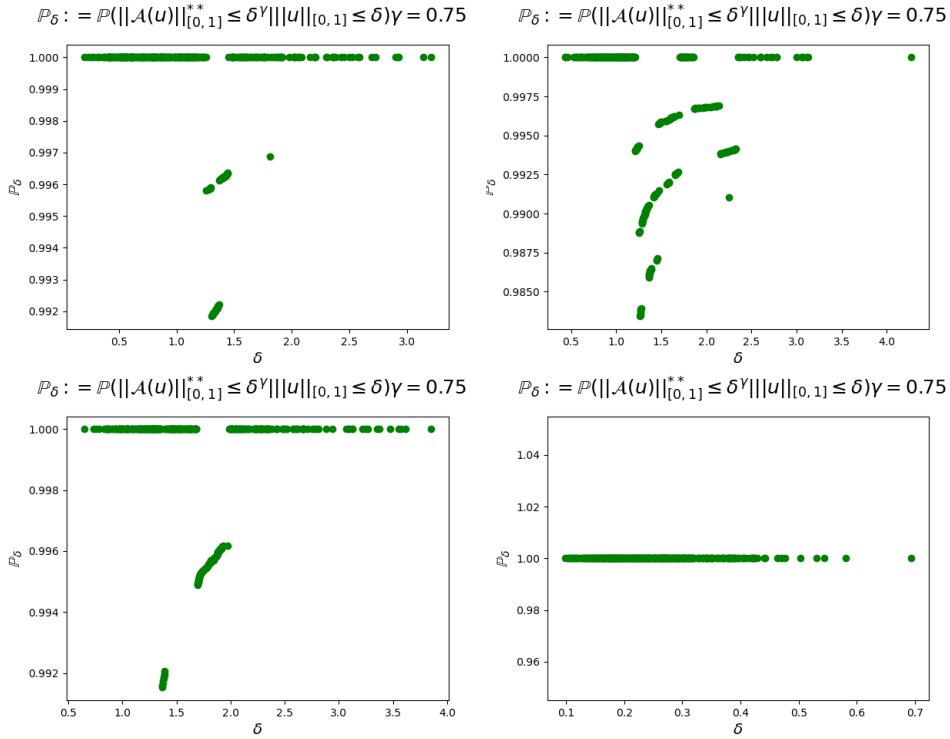 ℙ_δ := ℙ(||𝒜(u)||^{**}_{[0,1]} ≤ δ^γ|||u||_{[0,1]} ≤ δ)γ = 0.75
1.000
0.999
0.998
0.997
0.996
0.995
0.994
0.993
0.992
ℙ_δ
0.5 1.0 1.5 2.0 2.5 3.0
δ
ℙ_δ := ℙ(||𝒜(u)||^{**}_{[0,1]} ≤ δ^γ|||u||_{[0,1]} ≤ δ)γ = 0.75
1.0000
0.9975
0.9950
0.9925
0.9900
0.9875
0.9850
ℙ_δ
0.5 1.0 1.5 2.0 2.5 3.0 3.5 4.0
δ
ℙ_δ := ℙ(||𝒜(u)||^{**}_{[0,1]} ≤ δ^γ|||u||_{[0,1]} ≤ δ)γ = 0.75
1.000
0.998
0.996
0.994
0.992
ℙ_δ
0.5 1.0 1.5 2.0 2.5 3.0 3.5 4.0
δ
ℙ_δ := ℙ(||𝒜(u)||^{**}_{[0,1]} ≤ δ^γ|||u||_{[0,1]} ≤ δ)γ = 0.75
1.04
1.02
1.00
0.98
0.96
ℙ_δ
0.1 0.2 0.3 0.4 0.5 0.6 0.7
δ